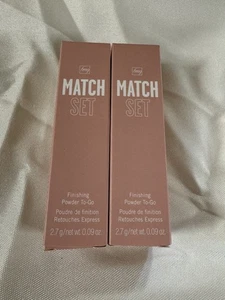 MATCH
SET
Finishing
Powder To-Go
Poudre de finition
Retouches Express
2.7 g/net wt. 0.09 oz.
MATCH
SET
Finishing
Powder To-Go
Poudre de finition
Retouches Express
2.7 g/net wt. 0.09 oz.